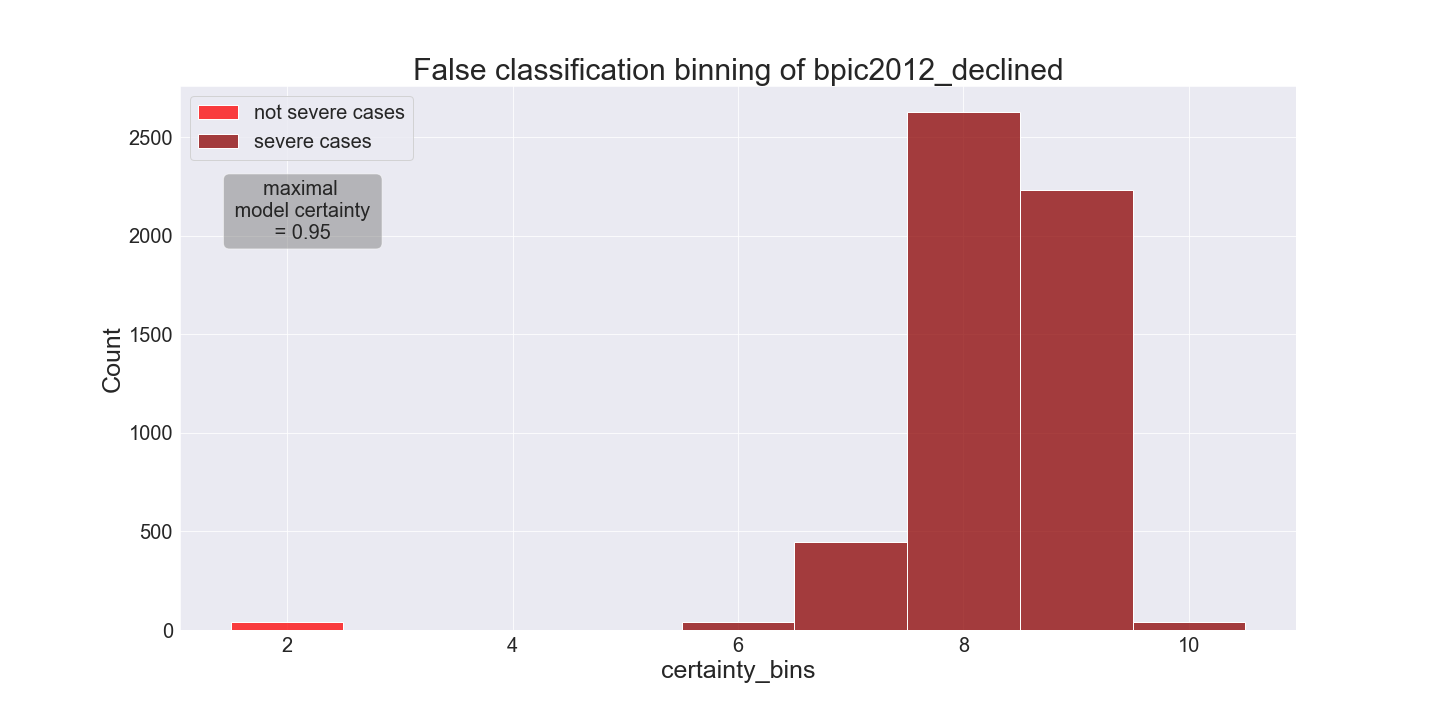 False classification binning of bpic2012_declined
not severe cases
severe cases
maximal
model certainty
= 0.95
Count
2500
2000
1500
1000
500
0
2 4 6 8 10
certainty_bins